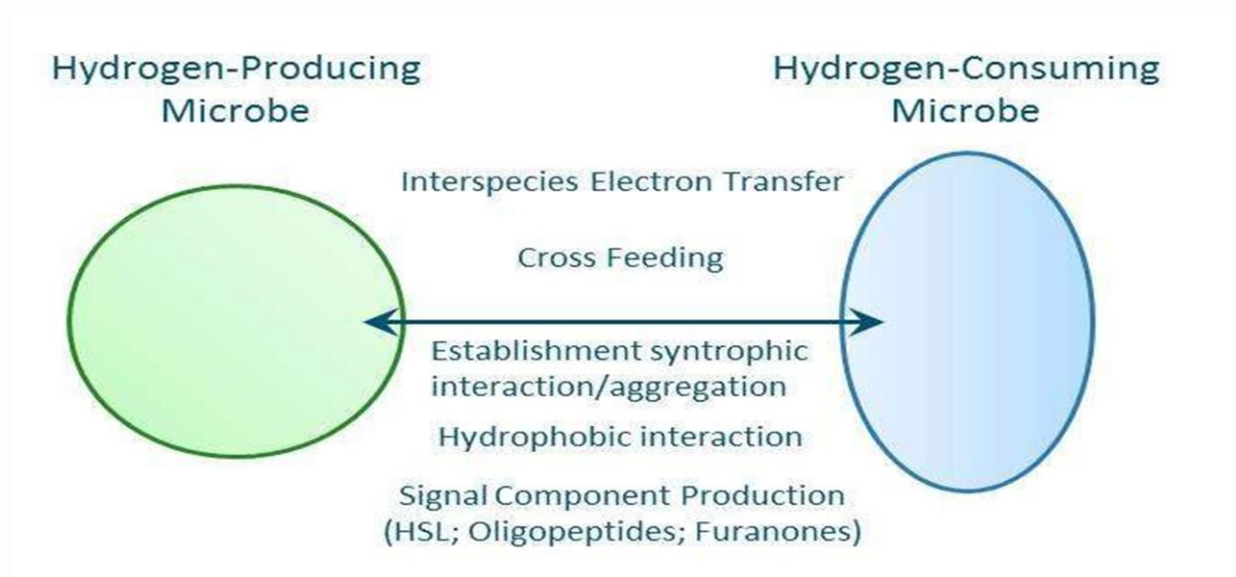 Hydrogen-Producing
Microbe
Hydrogen-Consuming
Microbe
Interspecies Electron Transfer
Cross Feeding
Establishment syntrophic
interaction/aggregation
Hydrophobic interaction
Signal Component Production
(HSL; Oligopeptides; Furanones)